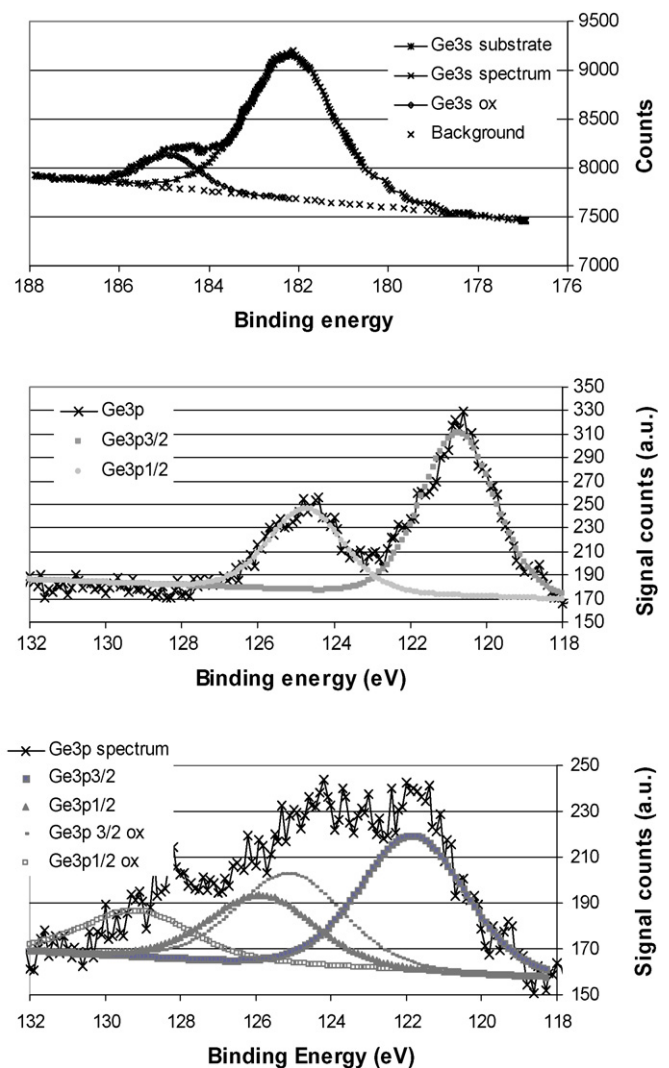 9500
Ge3s substrate
9000
Ge3s spectrum
Ge3s ox
8500
Background
8000
7500
7000
Counts
188 186 184 182 180 178 176
Binding energy
350
330
310
290
270
250
230
210
190
170
150
Ge3p
Ge3p3/2
Ge3p1/2
Signal counts (a.u.)
132 130 128 126 124 122 120 118
Binding energy (eV)
Ge3p spectrum
Ge3p3/2
Ge3p1/2
Ge3p 3/2 ox
Ge3p1/2 ox
250
230
210
190
170
150
Signal counts (a.u.)
132 130 128 126 124 122 120 118
Binding Energy (eV)